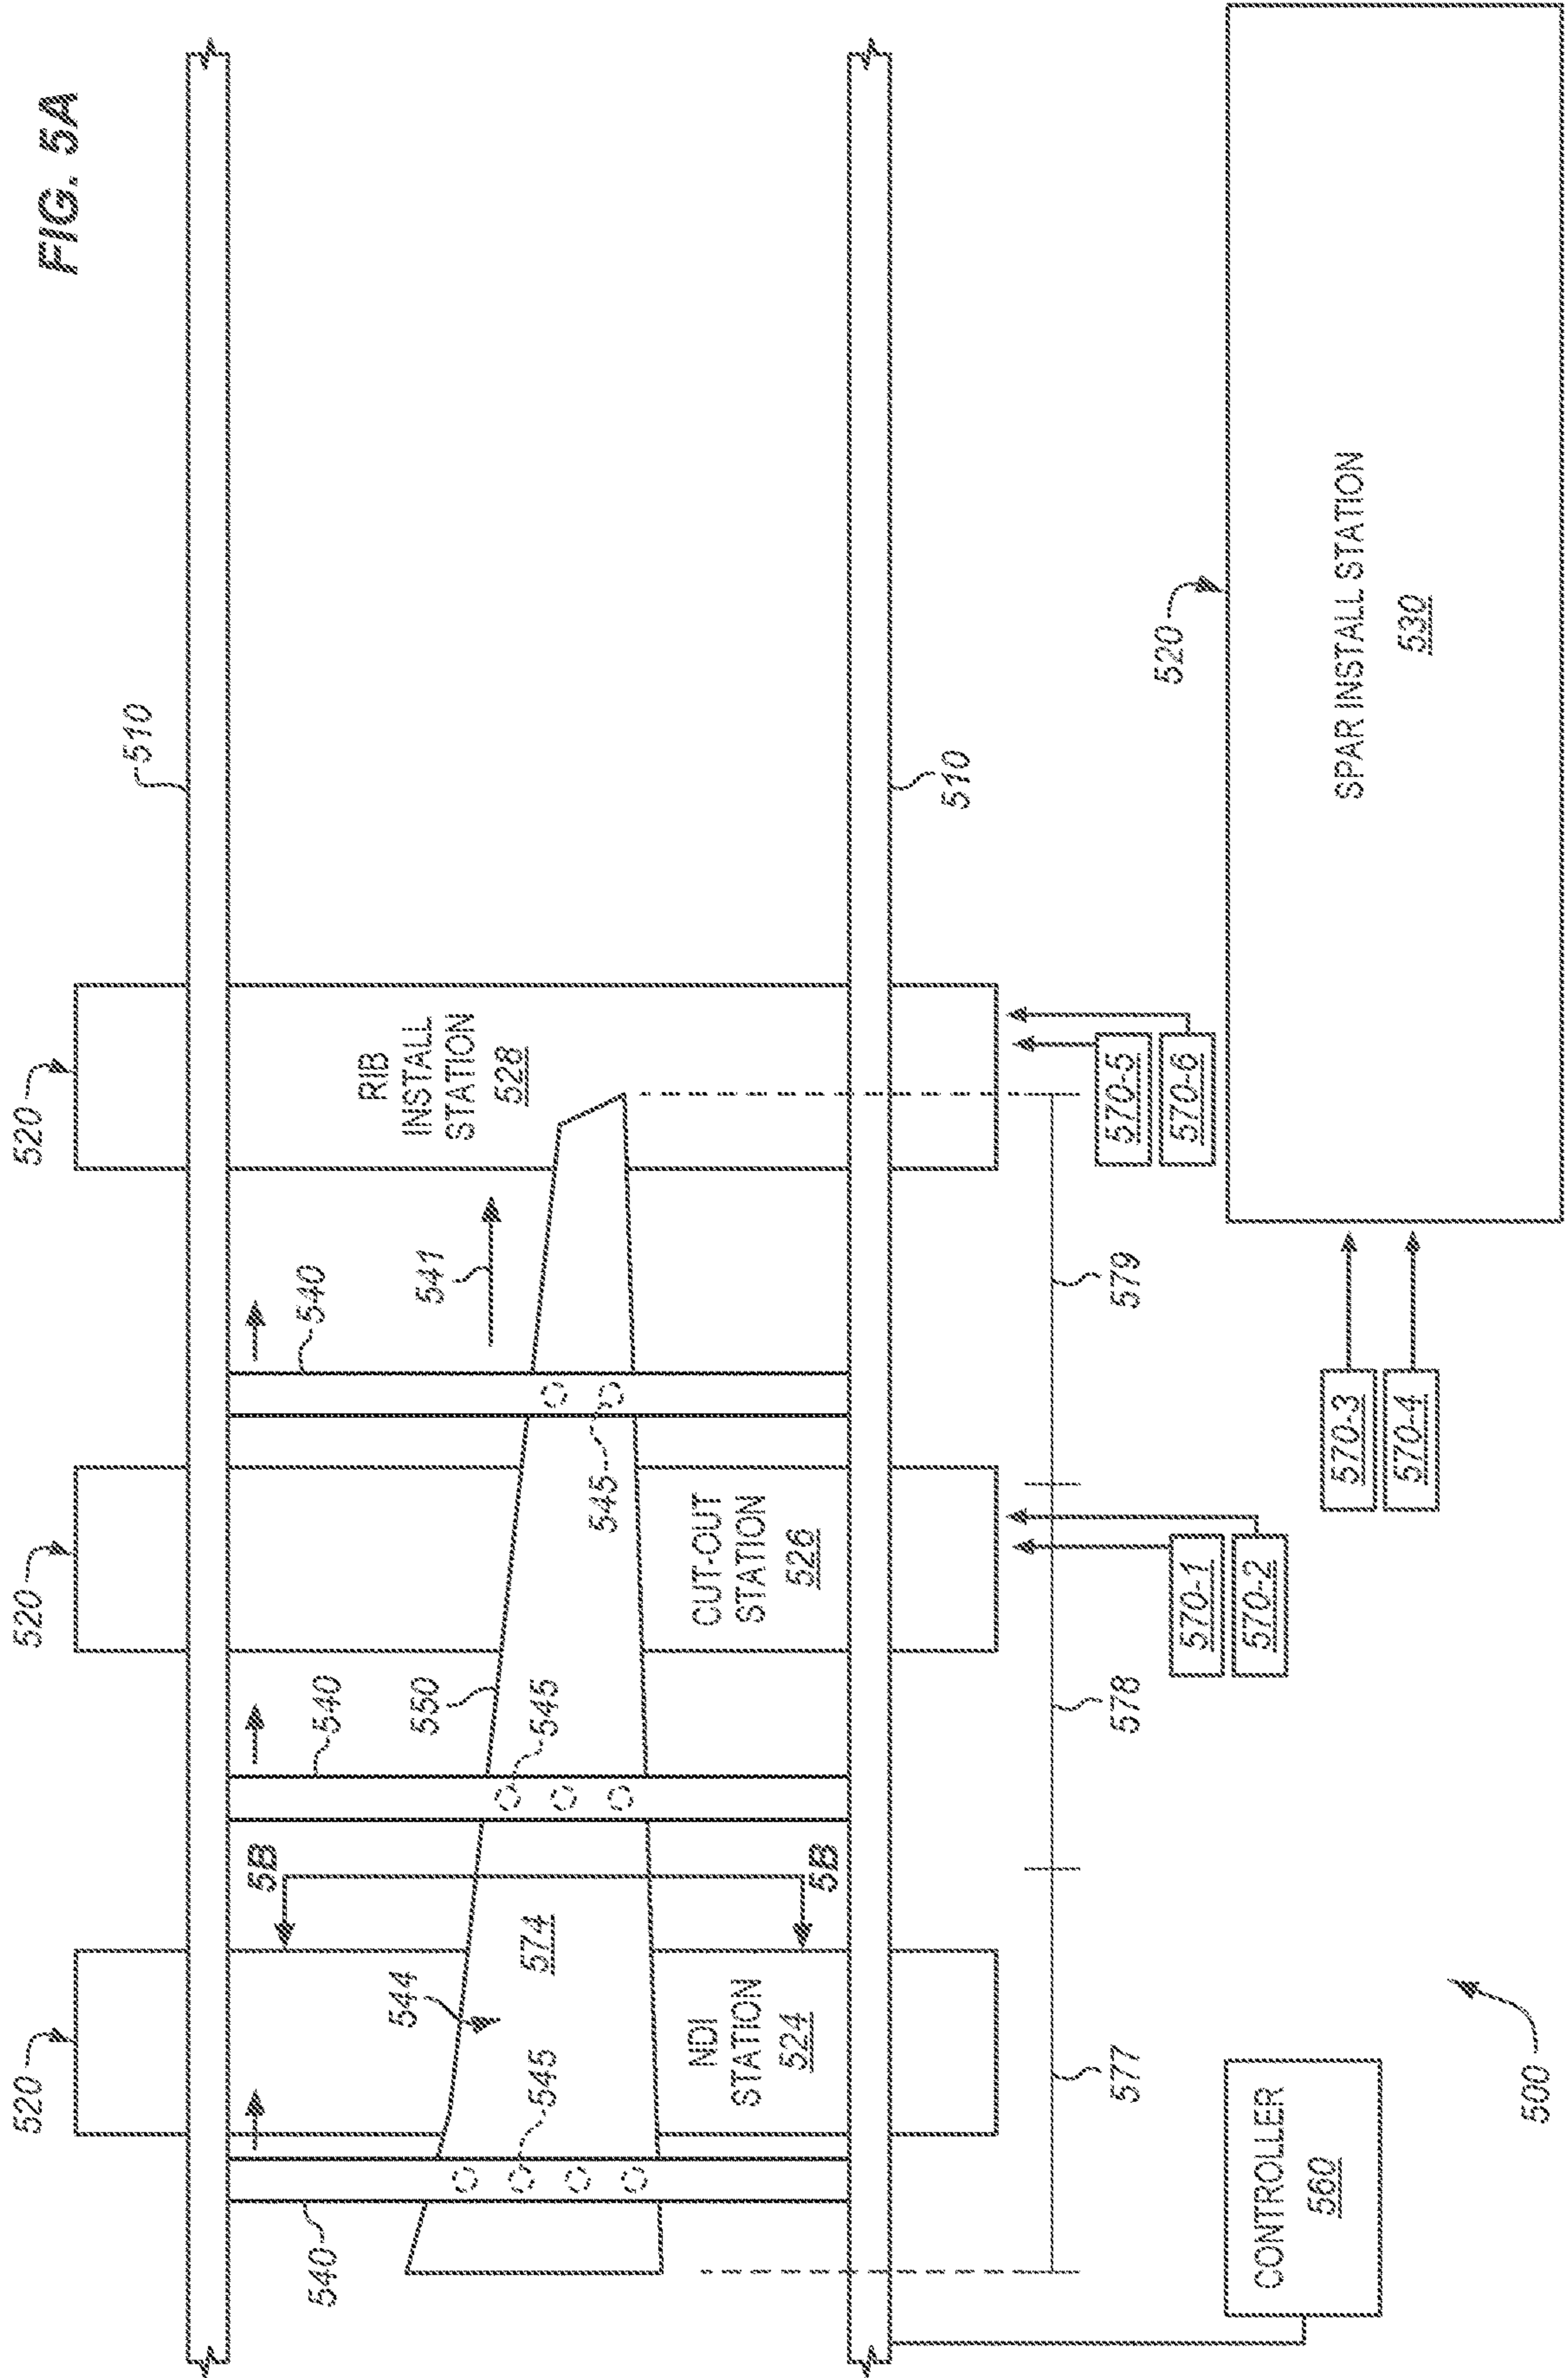 FIG. 5A
510
510
520
520
520
520
RIB
INSTALL
STATION
528
541
540
545
CUT-OUT
STATION
526
550
540
545
5B
5B
574
544
NDI
STATION
524
545
540
570-5
570-6
579
570-1
570-2
578
577
570-3
570-4
SPAR INSTALL STATION
530
CONTROLLER
560
500